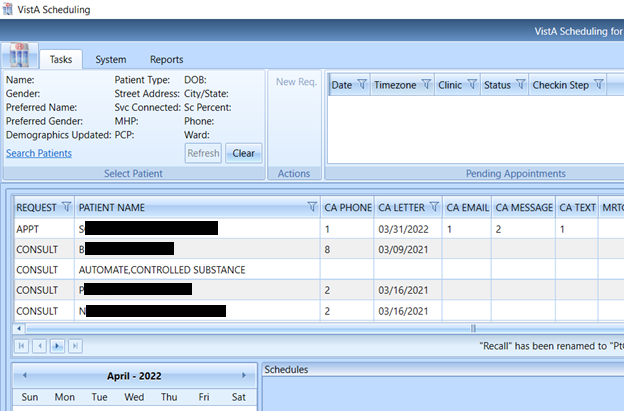 VistA Scheduling
VistA Scheduling for
Tasks System Reports
Name: Patient Type: DOB:
Gender: Street Address: City/State:
Preferred Name: Svc Connected: Sc Percent:
Preferred Gender: MHP: Phone:
Demographics Updated: PCP: Ward:
Search Patients Refresh Clear
Select Patient
New Req.
Actions
Date Timezone Clinic Status Checkin Step
Pending Appointments
REQUEST PATIENT NAME CA PHONE CA LETTER CA EMAIL CA MESSAGE CA TEXT MRTC
APPT S 1 03/31/2022 1 2 1
CONSULT B 8 03/09/2021
CONSULT AUTOMATE,CONTROLLED SUBSTANCE
CONSULT P 2 03/16/2021
CONSULT N 2 03/16/2021
"Recall" has been renamed to "PtC
April - 2022
Sun Mon Tue Wed Thu Fri Sat
Schedules